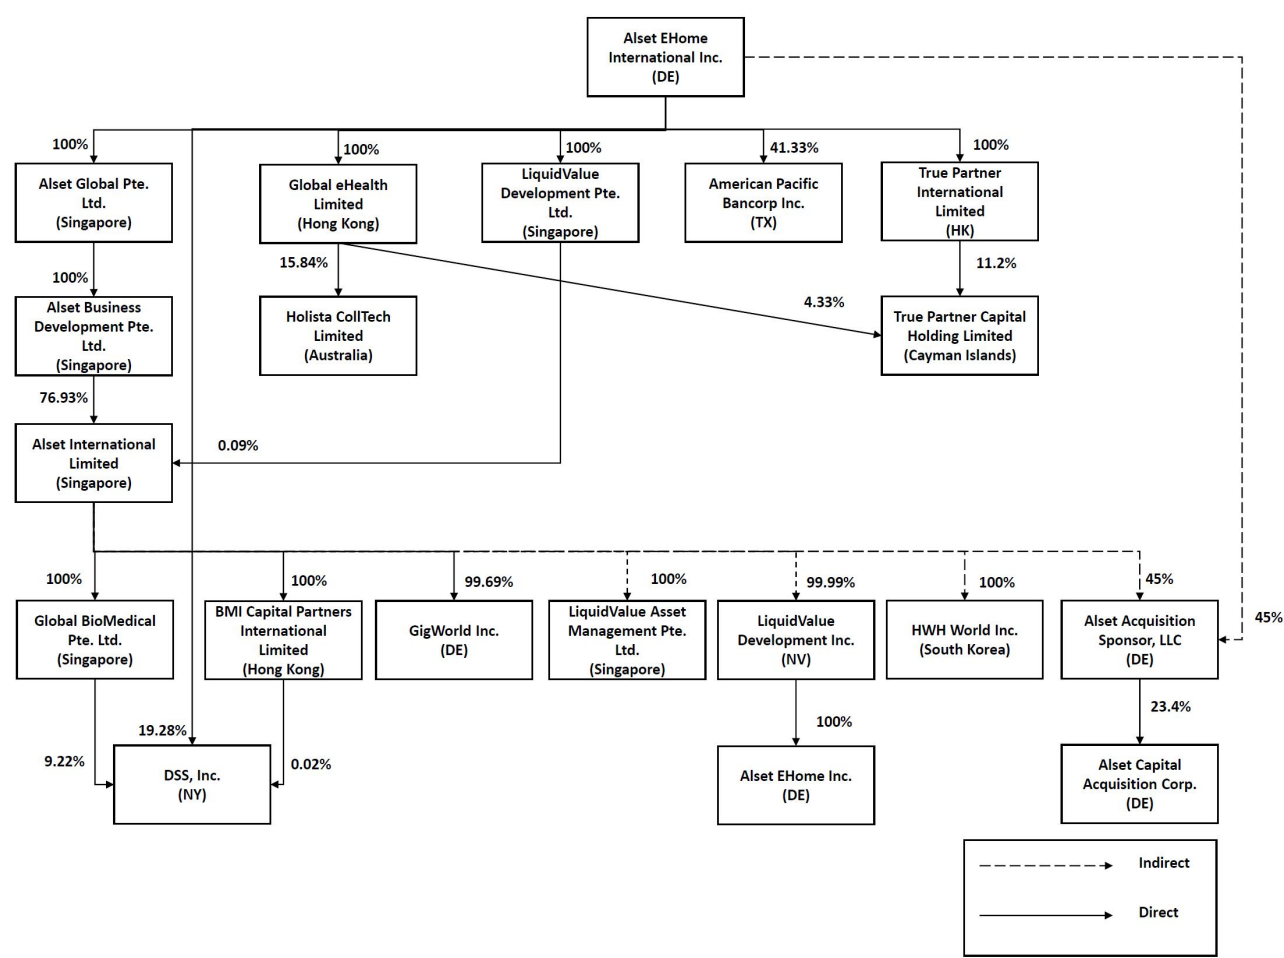 Alset EHome
International Inc.
(DE)
100%
100%
100%
41.33%
100%
Alset Global Pte.
Ltd.
(Singapore)
Global eHealth
Limited
(Hong Kong)
LiquidValue
Development Pte.
Ltd.
(Singapore)
American Pacific
Bancorp Inc.
(TX)
True Partner
International
Limited
(HK)
100%
15.84%
4.33%
11.2%
Alset Business
Development Pte.
Ltd.
(Singapore)
Holista CollTech
Limited
(Australia)
True Partner Capital
Holding Limited
(Cayman Islands)
76.93%
0.09%
Alset International
Limited
(Singapore)
100%
100%
99.69%
100%
99.99%
100%
45%
45%
Global BioMedical
Pte. Ltd.
(Singapore)
BMI Capital Partners
International
Limited
(Hong Kong)
GigWorld Inc.
(DE)
LiquidValue Asset
Management Pte.
Ltd.
(Singapore)
LiquidValue
Development Inc.
(NV)
HWH World Inc.
(South Korea)
Alset Acquisition
Sponsor, LLC
(DE)
9.22%
19.28%
0.02%
100%
23.4%
DSS, Inc.
(NY)
Alset EHome Inc.
(DE)
Alset Capital
Acquisition Corp.
(DE)
Indirect
Direct